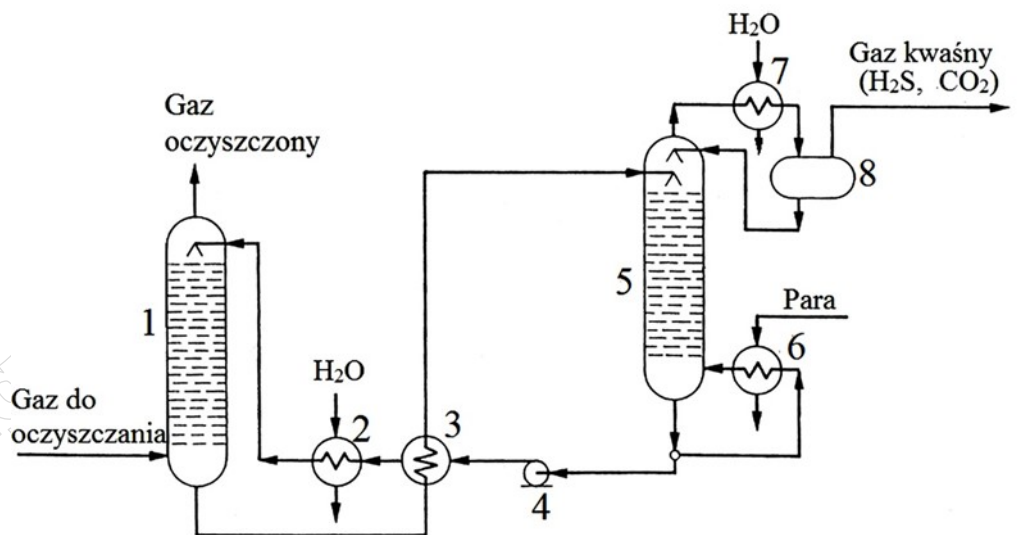 H₂O
7
Gaz kwaśny
(H₂S, CO₂)
Gaz
oczyszczony
8
5
Para
1
6
H₂O
Gaz do
oczyszczania
2
3
4